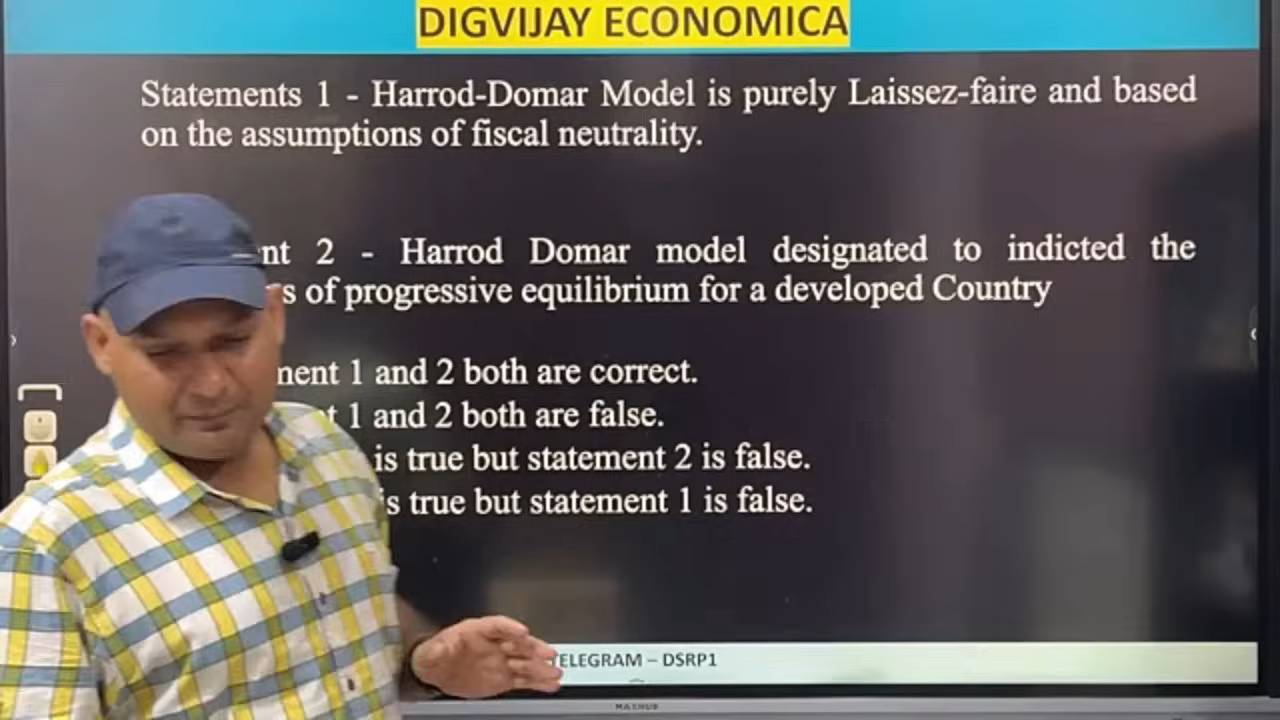 DIGVIJAY ECONOMICA
Statements 1 - Harrod-Domar Model is purely Laissez-faire and based
on the assumptions of fiscal neutrality.
2 - Harrod Domar model designated to indicted the
of progressive equilibrium for a developed Country
1 and 2 both are correct.
1 and 2 both are false.
is true but statement 2 is false.
is true but statement 1 is false.
TELEGRAM – DSRP1
MAXHUB